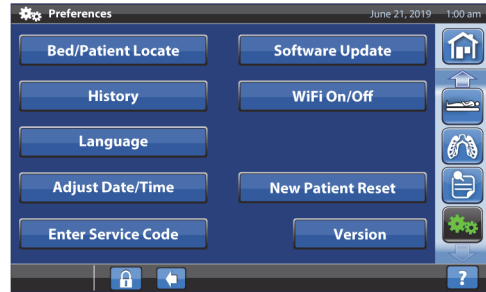 Preferences
June 21, 2019 1:00 am
Bed/Patient Locate
Software Update
History
WiFi On/Off
Language
Adjust Date/Time
New Patient Reset
Enter Service Code
Version
?